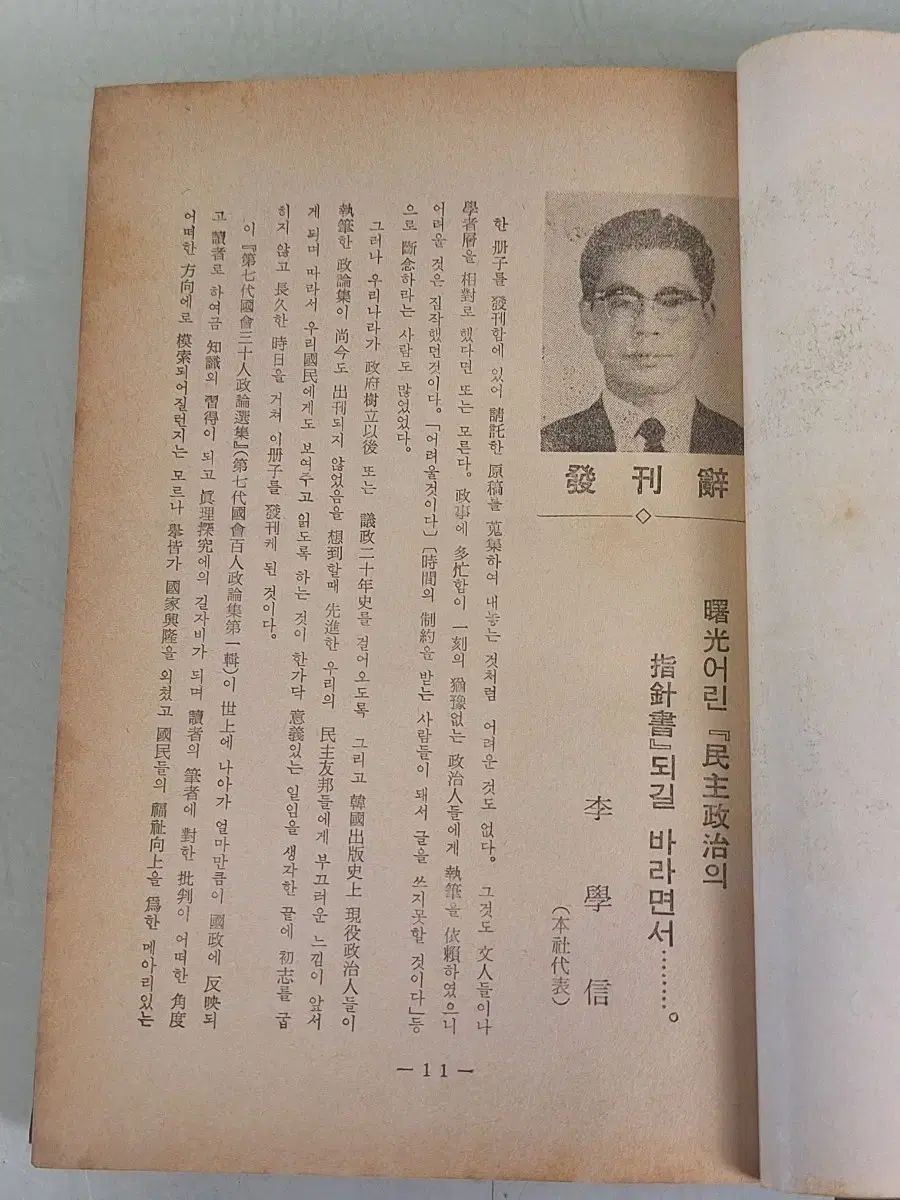 發刊辭
曙光어린『民主政治의
指針書』되길 바라면서………。
李學信
(本社代表)
한 册子를 發刊함에 있어 請託한 原稿를 蒐集하여 내놓는 것처럼 어려운 것도 없다。 그것도 文人들이나
學者層을 相對로 했다면 또는 모른다。 政事에 多忙함이 一刻의 猶豫없는 政治人들에게 執筆을 依賴하였으니
어려울 것은 짐작했던것이다。「어려울것이다」「時間의 制約을 받는 사람들이 돼서 글을 쓰지못할 것이다」등
으로 斷念하라는 사람도 많었었다。
그러나 우리나라가 政府樹立以後 또는 議政二十年史를 걸어오도록 그리고 韓國出版史上 現役政治人들이
執筆한 政論集이 尙今도 出刊되지 않었음을 想到할때 先進한 우리의 民主友邦들에게 부끄러운 느낌이 앞서
게 되며 따라서 우리國民에게도 보여주고 읽도록 하는 것이 한가닥 意義있는 일임을 생각한 끝에 初志를 굽
히지 않고 長久한 時日을 거쳐 이册子를 發刊케 된 것이다。
이『第七代國會三十人政論選集』(第七代國會百人政論集第一輯)이 世上에 나아가 얼마만큼이 國政에 反映되
고 讀者로 하여금 知識의 習得이 되고 眞理探究에의 길자비가 되며 讀者의 筆者에 對한 批判이 어떠한 角度
어떠한 方向에로 模索되어질런지는 모르나 擧皆가 國家興隆을 외쳤고 國民들의 福祉向上을 爲한 메아리있는
—11—